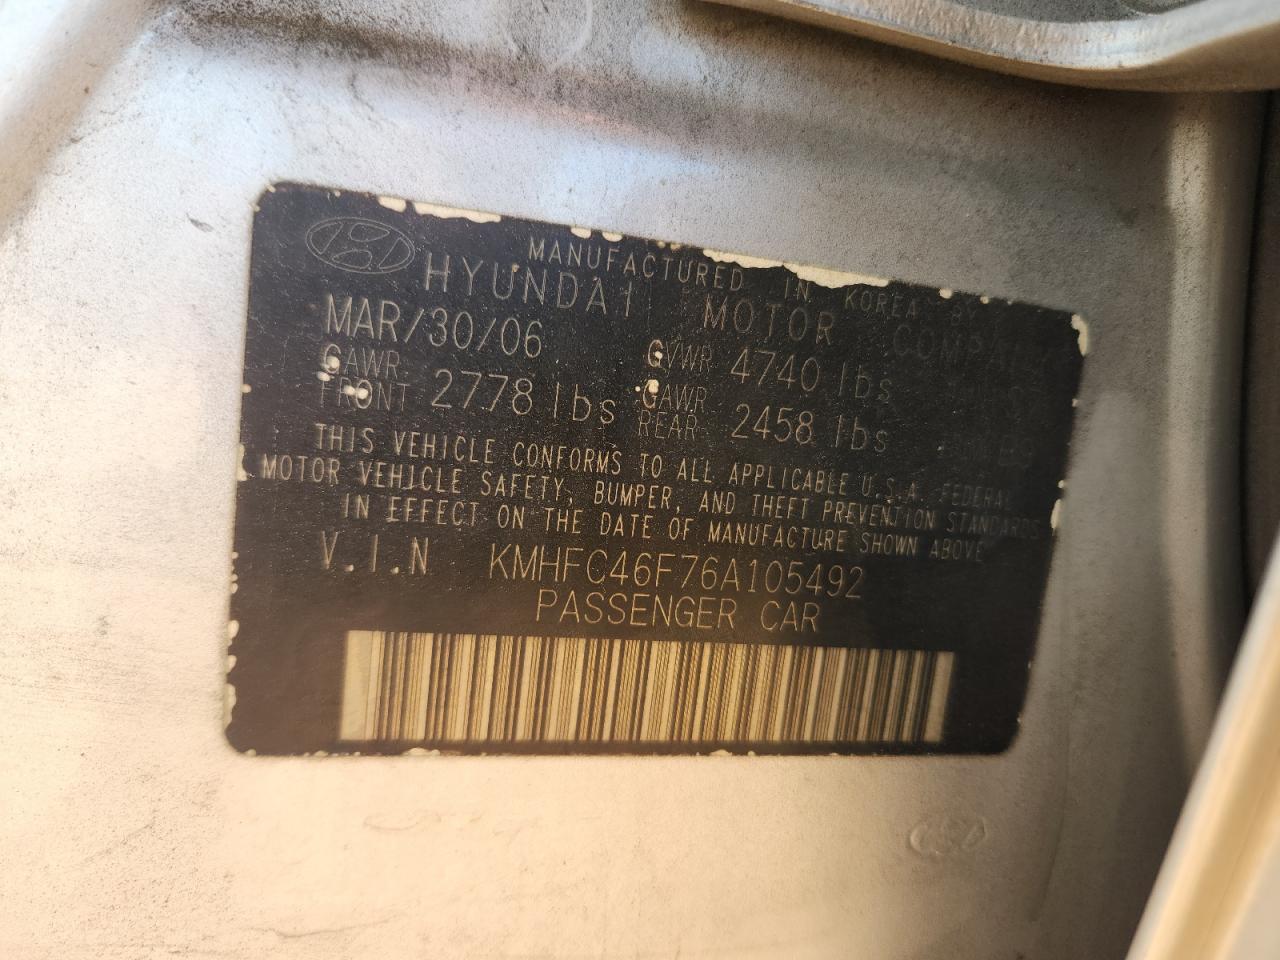 MANUFACTURED IN KOREA BY
HYUNDAI MOTOR COMPANY
MAR/30/06 GVWR 4740 lbs
GAWR FRONT 2778 lbs GAWR REAR 2458 lbs
THIS VEHICLE CONFORMS TO ALL APPLICABLE U.S.A. FEDERAL
MOTOR VEHICLE SAFETY, BUMPER, AND THEFT PREVENTION STANDARDS
IN EFFECT ON THE DATE OF MANUFACTURE SHOWN ABOVE
V.I.N KMHFC46F76A105492
PASSENGER CAR